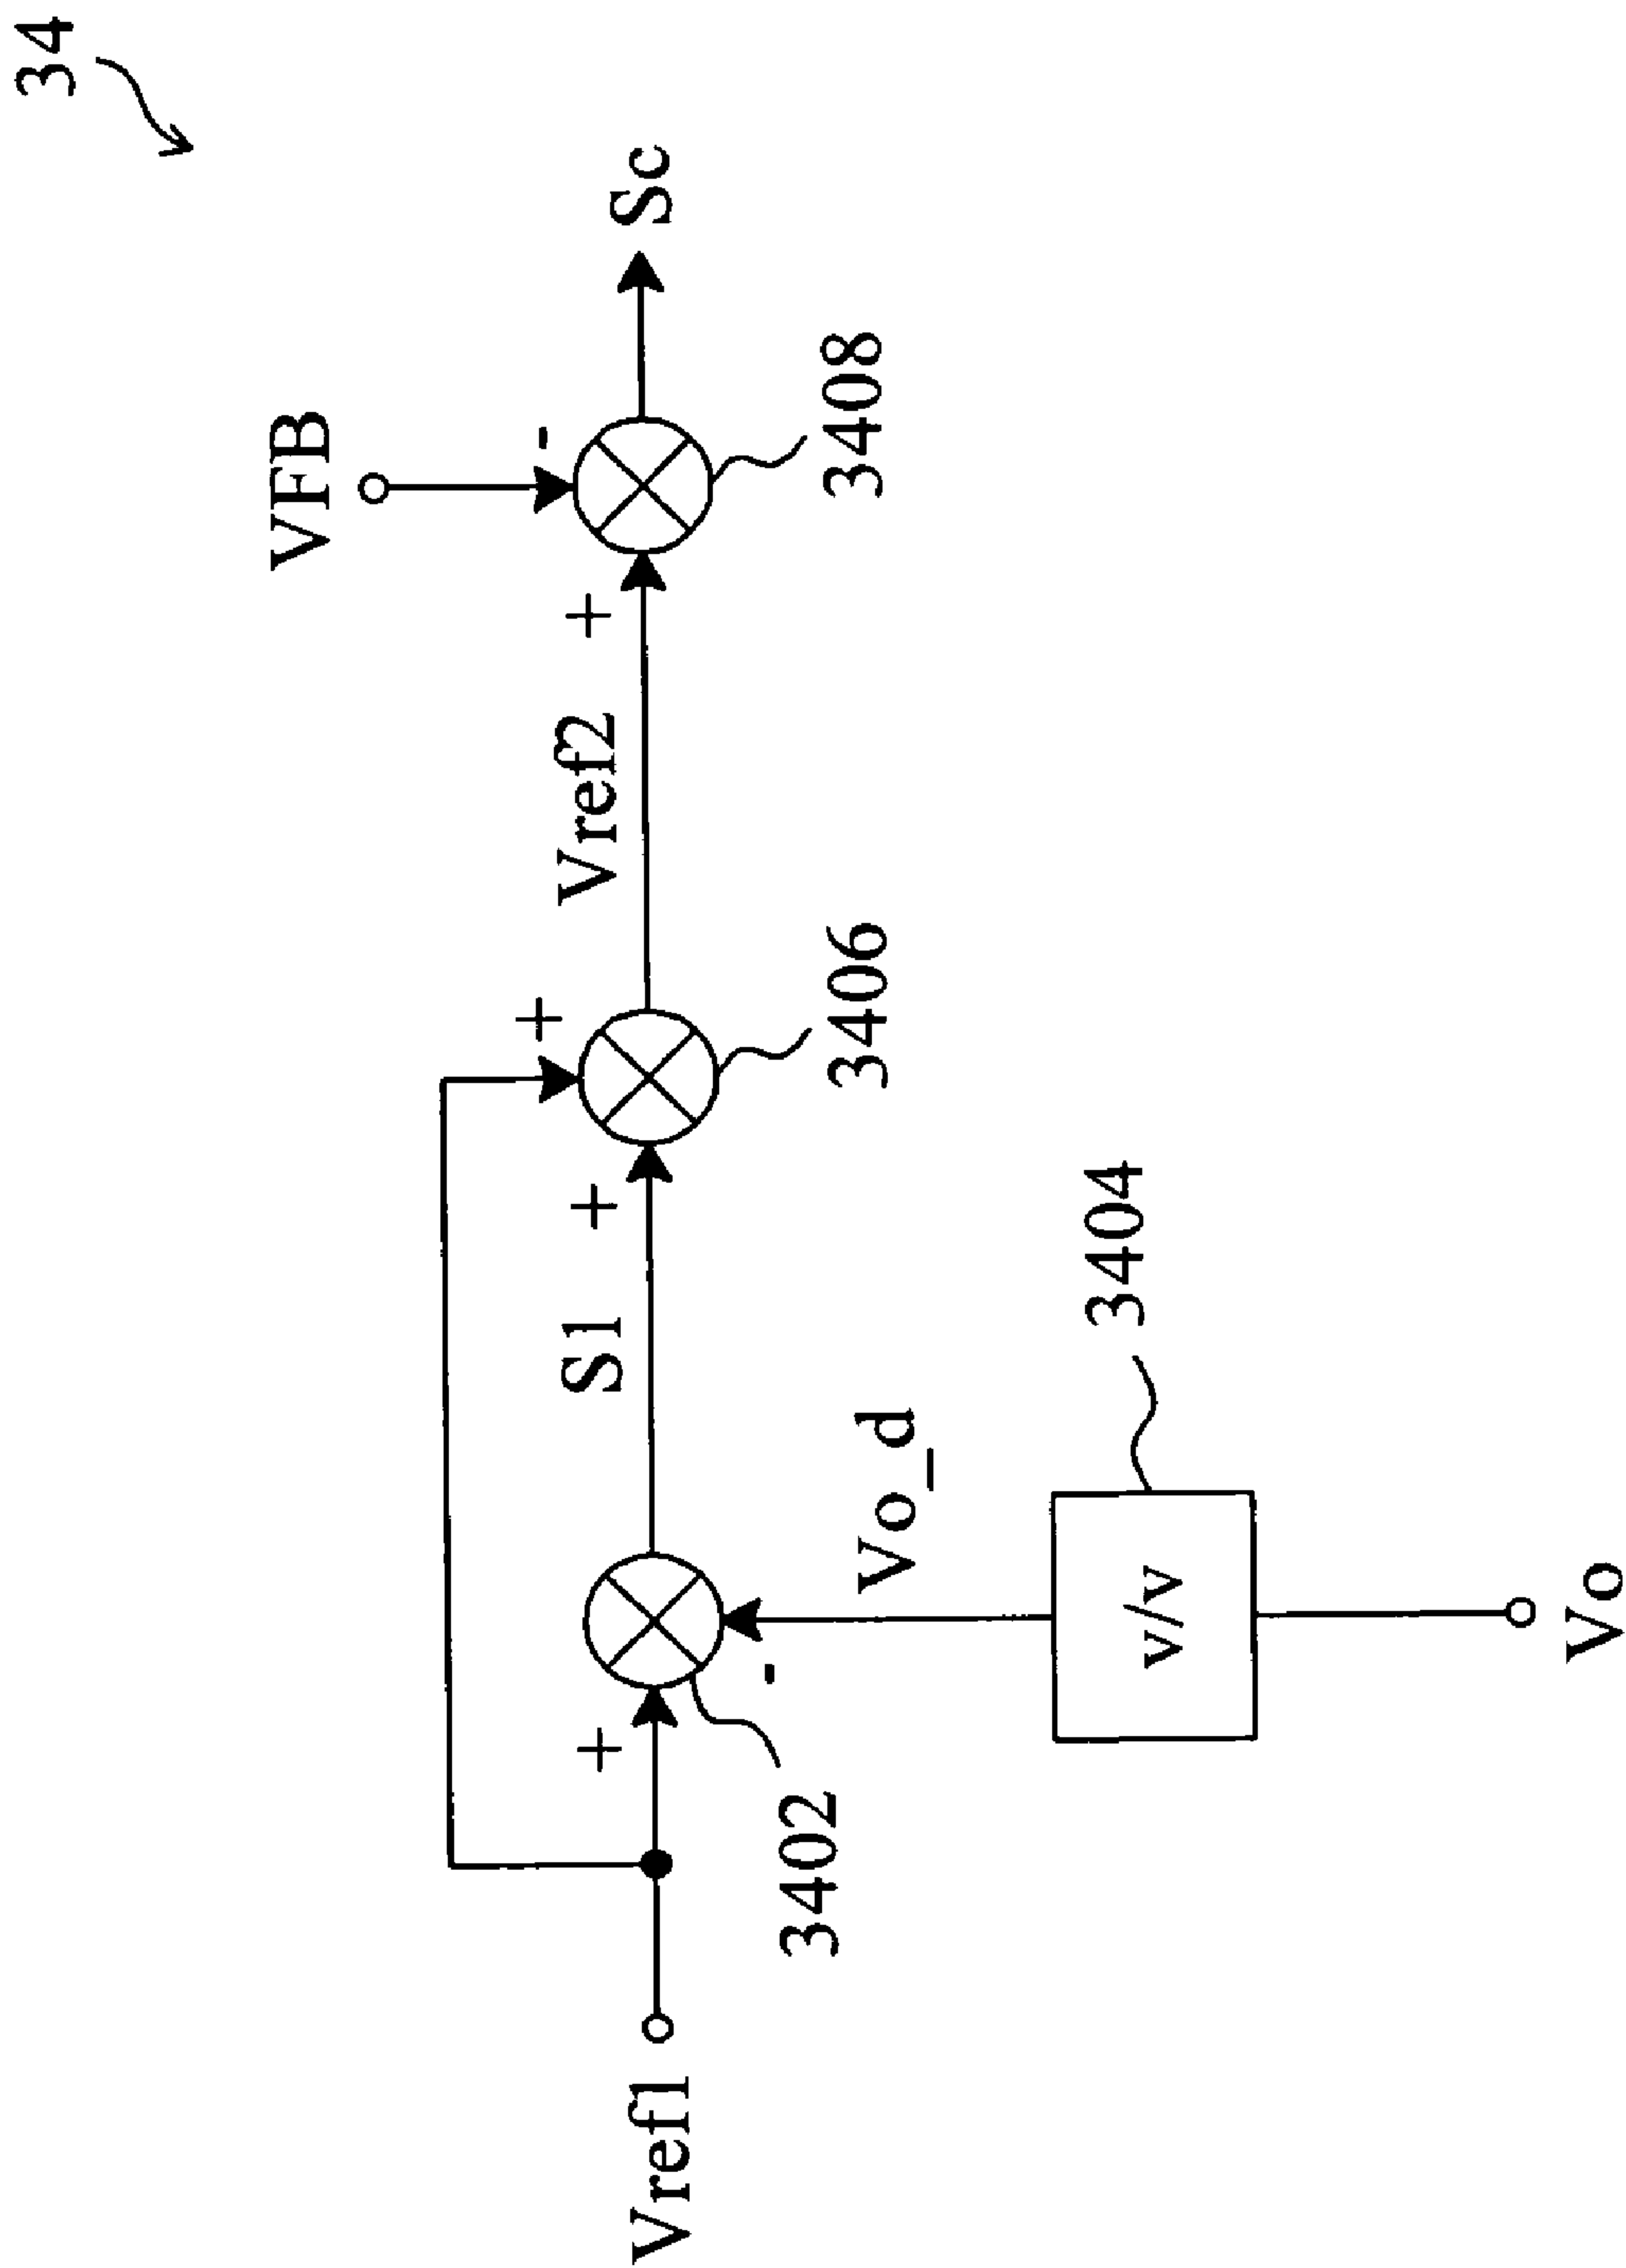 34
VFB
-
Sc
+
Vref2
+
S1
+
3408
3406
+
-
Vo_d
Vref1
3402
3404
v/v
Vo